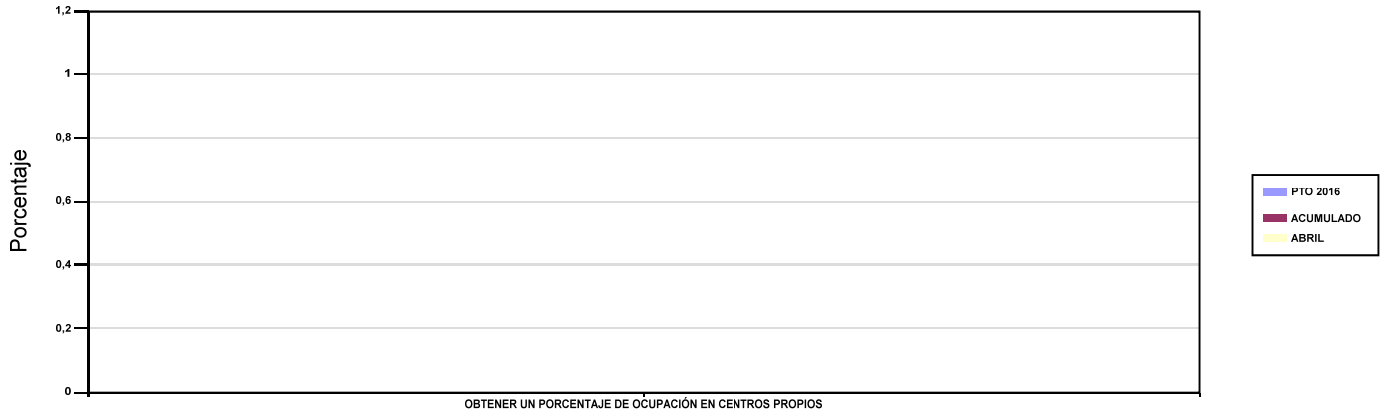 1,2
1
0,8
0,6
0,4
0,2
0
Porcentaje
OBTENER UN PORCENTAJE DE OCUPACIÓN EN CENTROS PROPIOS
PTO 2016
ACUMULADO
ABRIL